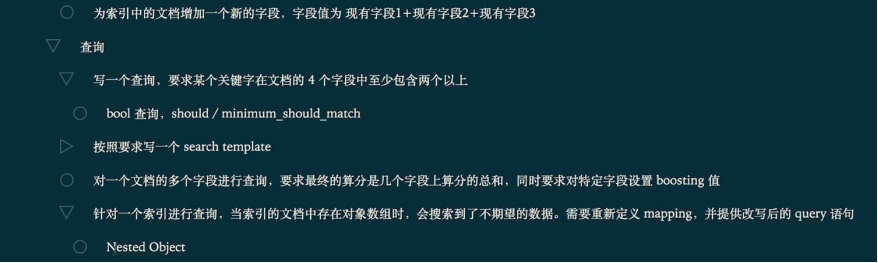 为索引中的文档增加一个新的字段，字段值为 现有字段1+现有字段2+现有字段3
查询
写一个查询，要求某个关键字在文档的 4 个字段中至少包含两个以上
bool 查询，should / minimum_should_match
按照要求写一个 search template
对一个文档的多个字段进行查询，要求最终的算分是几个字段上算分的总和，同时要求对特定字段设置 boosting 值
针对一个索引进行查询，当索引的文档中存在对象数组时，会搜索到了不期望的数据。需要重新定义 mapping，并提供改写后的 query 语句
Nested Object